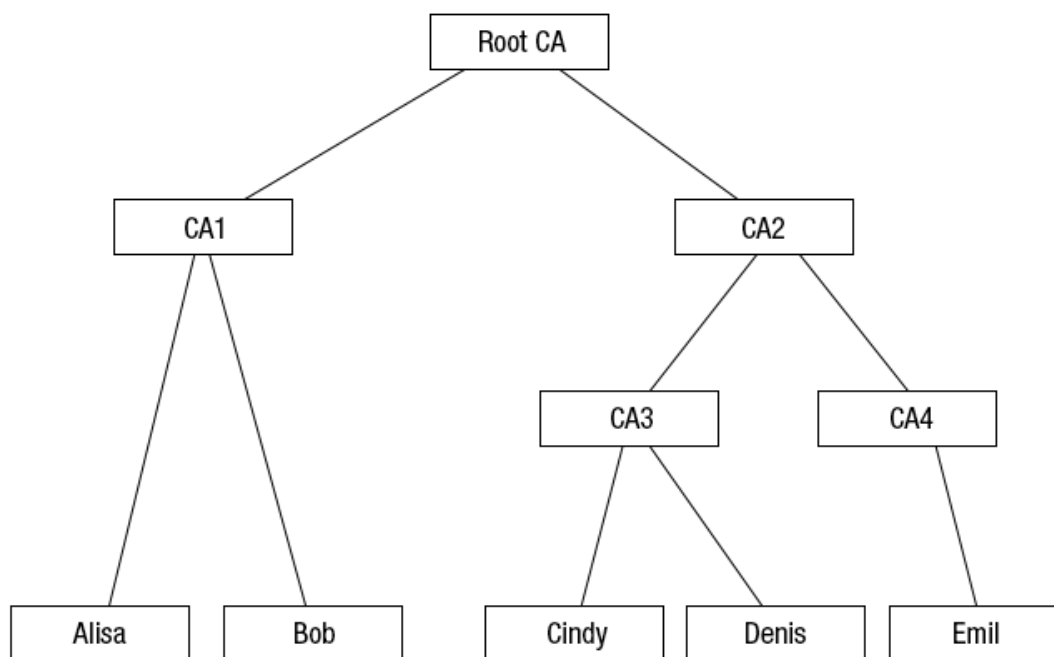 Root CA
CA1
CA2
CA3
CA4
Alisa
Bob
Cindy
Denis
Emil